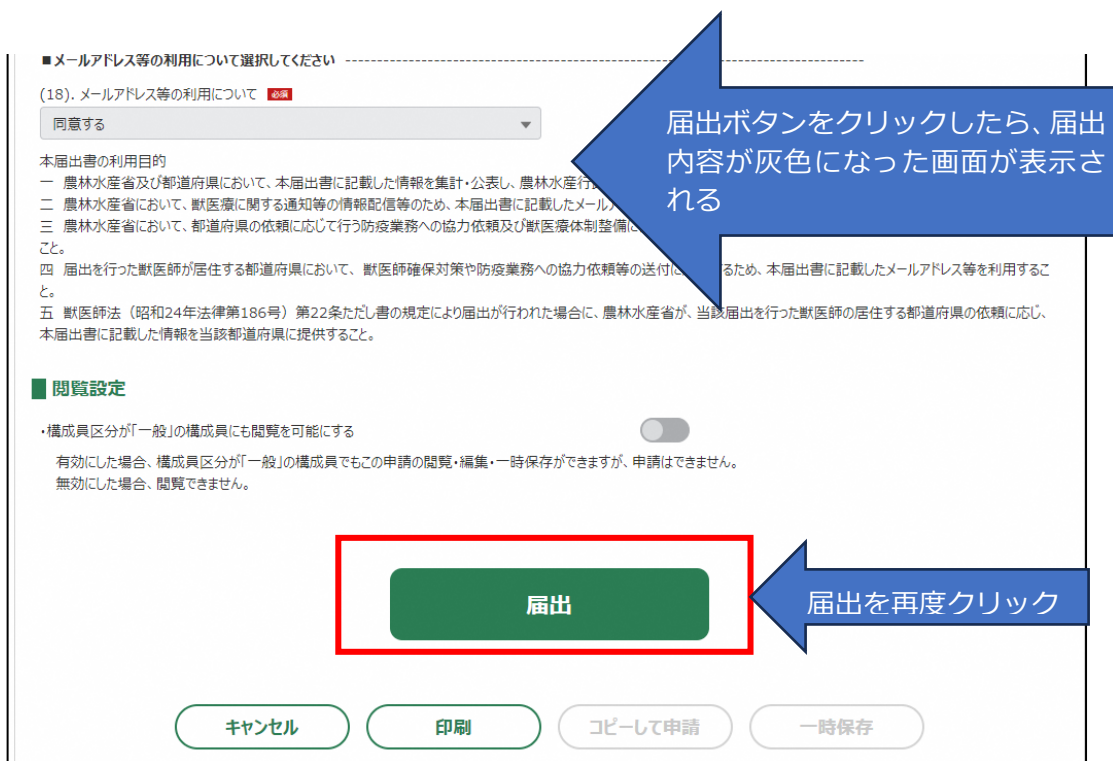 ■メールアドレス等の利用について選択してください ----------------------------------------------------------------
(18). メールアドレス等の利用について 必須
同意する
届出ボタンをクリックしたら、届出
内容が灰色になった画面が表示さ
れる
本届出書の利用目的
一 農林水産省及び都道府県において、本届出書に記載した情報を集計・公表し、農林水産行
二 農林水産省において、獣医療に関する通知等の情報配信等のため、本届出書に記載したメールア
三 農林水産省において、都道府県の依頼に応じて行う防疫業務への協力依頼及び獣医療体制整備に
こと。
四 届出を行った獣医師が居住する都道府県において、獣医師確保対策や防疫業務への協力依頼等の送付に るため、本届出書に記載したメールアドレス等を利用するこ
と。
五 獣医師法（昭和24年法律第186号）第22条ただし書の規定により届出が行われた場合に、農林水産省が、当該届出を行った獣医師の居住する都道府県の依頼に応じ、
本届出書に記載した情報を当該都道府県に提供すること。
閲覧設定
・構成員区分が「一般」の構成員にも閲覧を可能にする
有効にした場合、構成員区分が「一般」の構成員でもこの申請の閲覧・編集・一時保存ができますが、申請はできません。
無効にした場合、閲覧できません。
届出
届出を再度クリック
キャンセル 印刷 コピーして申請 一時保存